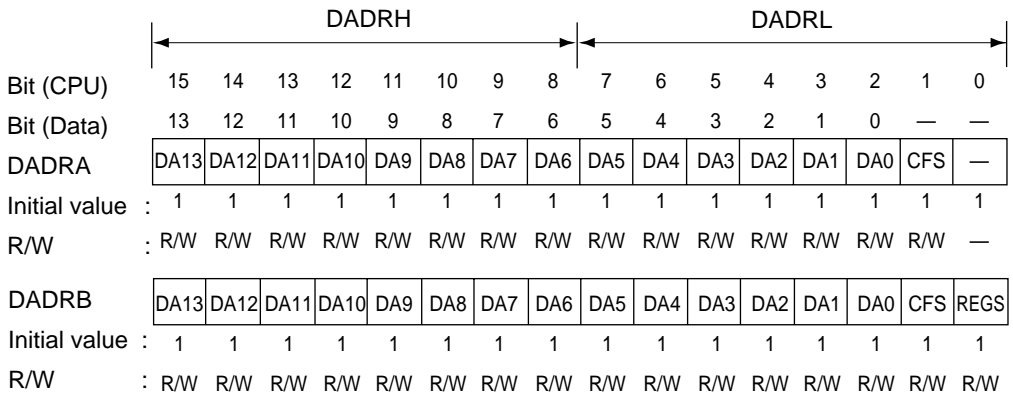 DADRH DADRL
Bit (CPU) 15 14 13 12 11 10 9 8 7 6 5 4 3 2 1 0
Bit (Data) 13 12 11 10 9 8 7 6 5 4 3 2 1 0 — —
DADRA DA13 DA12 DA11 DA10 DA9 DA8 DA7 DA6 DA5 DA4 DA3 DA2 DA1 DA0 CFS —
Initial value : 1 1 1 1 1 1 1 1 1 1 1 1 1 1 1 1
R/W : R/W R/W R/W R/W R/W R/W R/W R/W R/W R/W R/W R/W R/W R/W R/W —
DADRB DA13 DA12 DA11 DA10 DA9 DA8 DA7 DA6 DA5 DA4 DA3 DA2 DA1 DA0 CFS REGS
Initial value : 1 1 1 1 1 1 1 1 1 1 1 1 1 1 1 1
R/W : R/W R/W R/W R/W R/W R/W R/W R/W R/W R/W R/W R/W R/W R/W R/W R/W